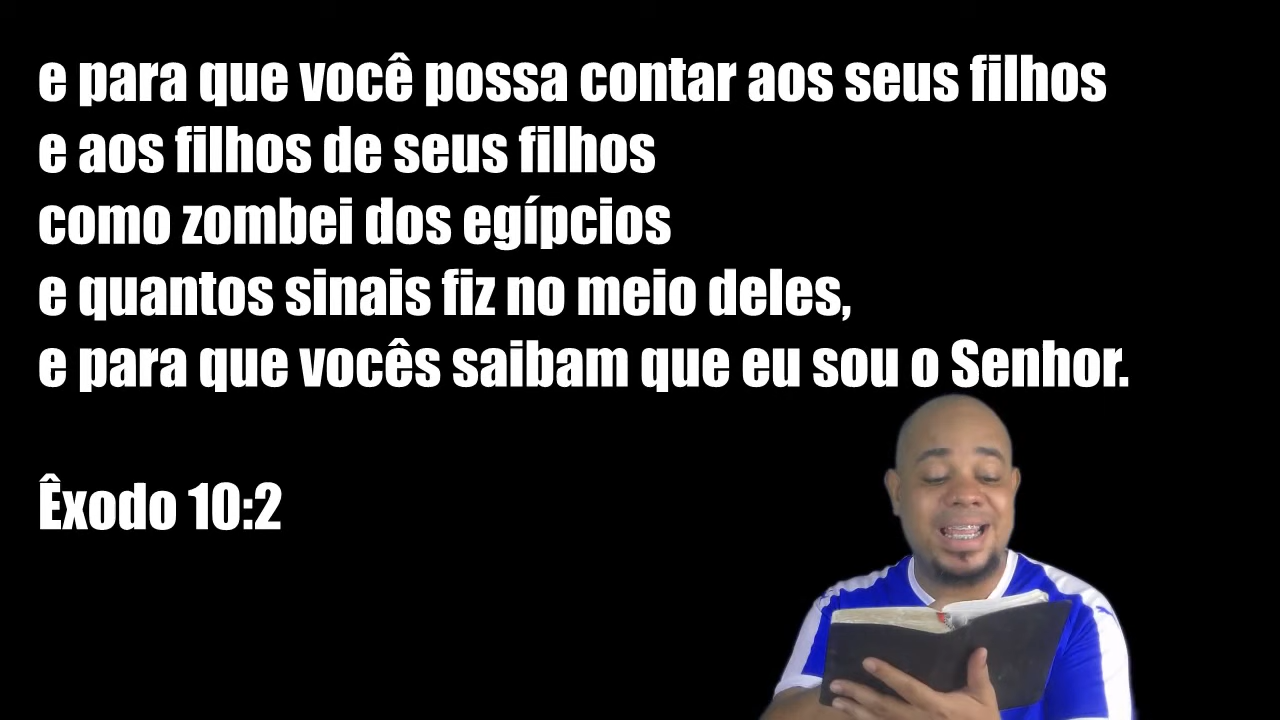 e para que você possa contar aos seus filhos
e aos filhos de seus filhos
como zombei dos egípcios
e quantos sinais fiz no meio deles,
e para que vocês saibam que eu sou o Senhor.
Êxodo 10:2